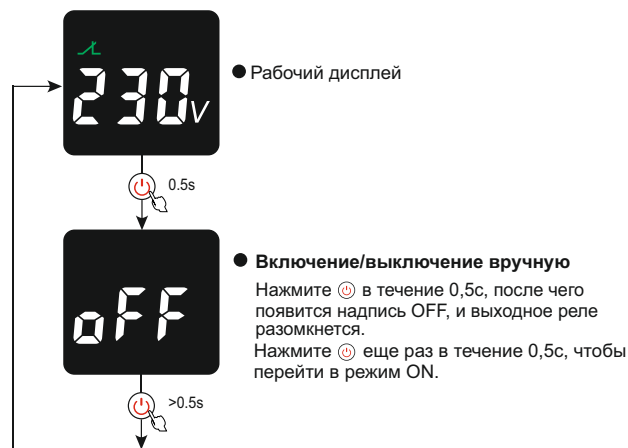 230V
● Рабочий дисплей
0.5s
oFF
● Включение/выключение вручную
Нажмите в течение 0,5с, после чего
появится надпись OFF, и выходное реле
разомкнется.
Нажмите еще раз в течение 0,5с, чтобы
перейти в режим ON.
>0.5s